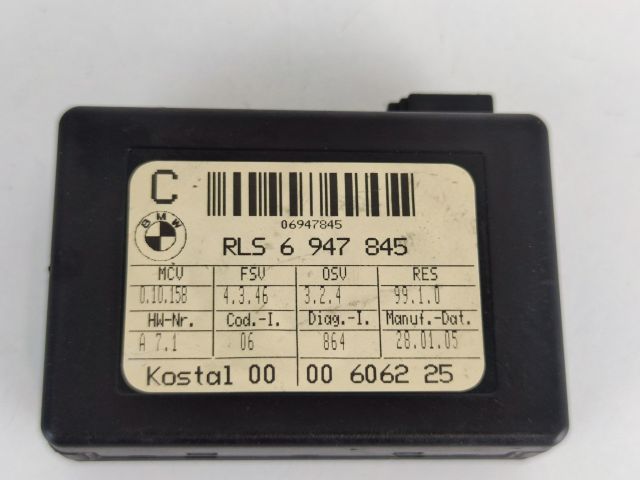 C
06947845
BMW
RLS 6 947 845
MCV FSV OSV RES
0.10.158 4.3.46 3.2.4 99.1.0
HW-Nr. Cod.-I. Diag.-I. Manuf.-Dat.
A 7.1 06 864 28.01.05
Kostal 00 00 6062 25